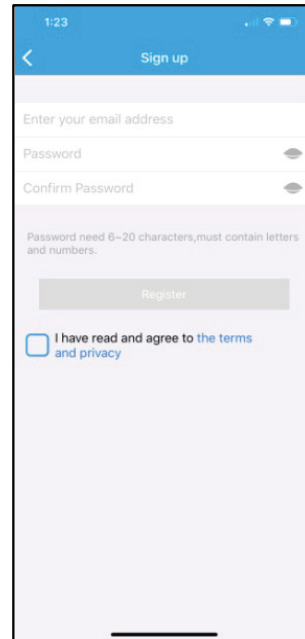 1:23
Sign up
Enter your email address
Password
Confirm Password
Password need 6~20 characters,must contain letters
and numbers.
Register
I have read and agree to the terms
and privacy